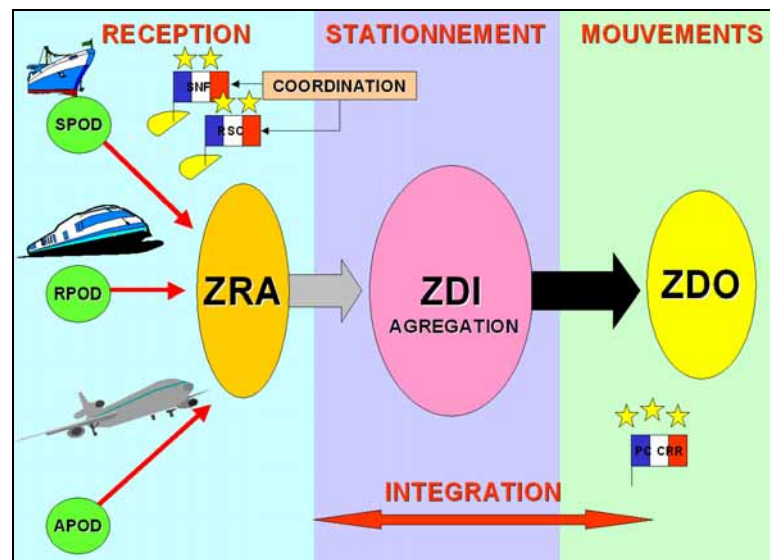 RECEPTION
STATIONNEMENT
MOUVEMENTS
SNF
COORDINATION
RSC
SPOD
RPOD
ZRA
ZDI
AGREGATION
ZDO
PC CRR
INTEGRATION
APOD